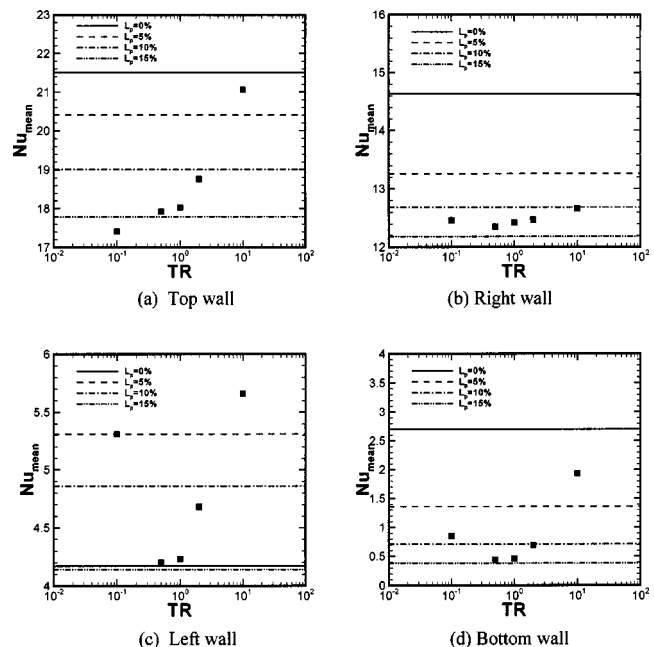 23
22
21
20
19
18
17
Nu_mean
L_p=0%
L_p=5%
L_p=10%
L_p=15%
10^-2
10^-1
10^0
10^1
10^2
TR
(a) Top wall
16
15
14
13
12
Nu_mean
L_p=0%
L_p=5%
L_p=10%
L_p=15%
10^-2
10^-1
10^0
10^1
10^2
TR
(b) Right wall
6
5.5
5
4.5
4
Nu_mean
L_p=0%
L_p=5%
L_p=10%
L_p=15%
10^-2
10^-1
10^0
10^1
10^2
TR
(c) Left wall
4
3.5
3
2.5
2
1.5
1
0.5
0
Nu_mean
L_p=0%
L_p=5%
L_p=10%
L_p=15%
10^-2
10^-1
10^0
10^1
10^2
TR
(d) Bottom wall